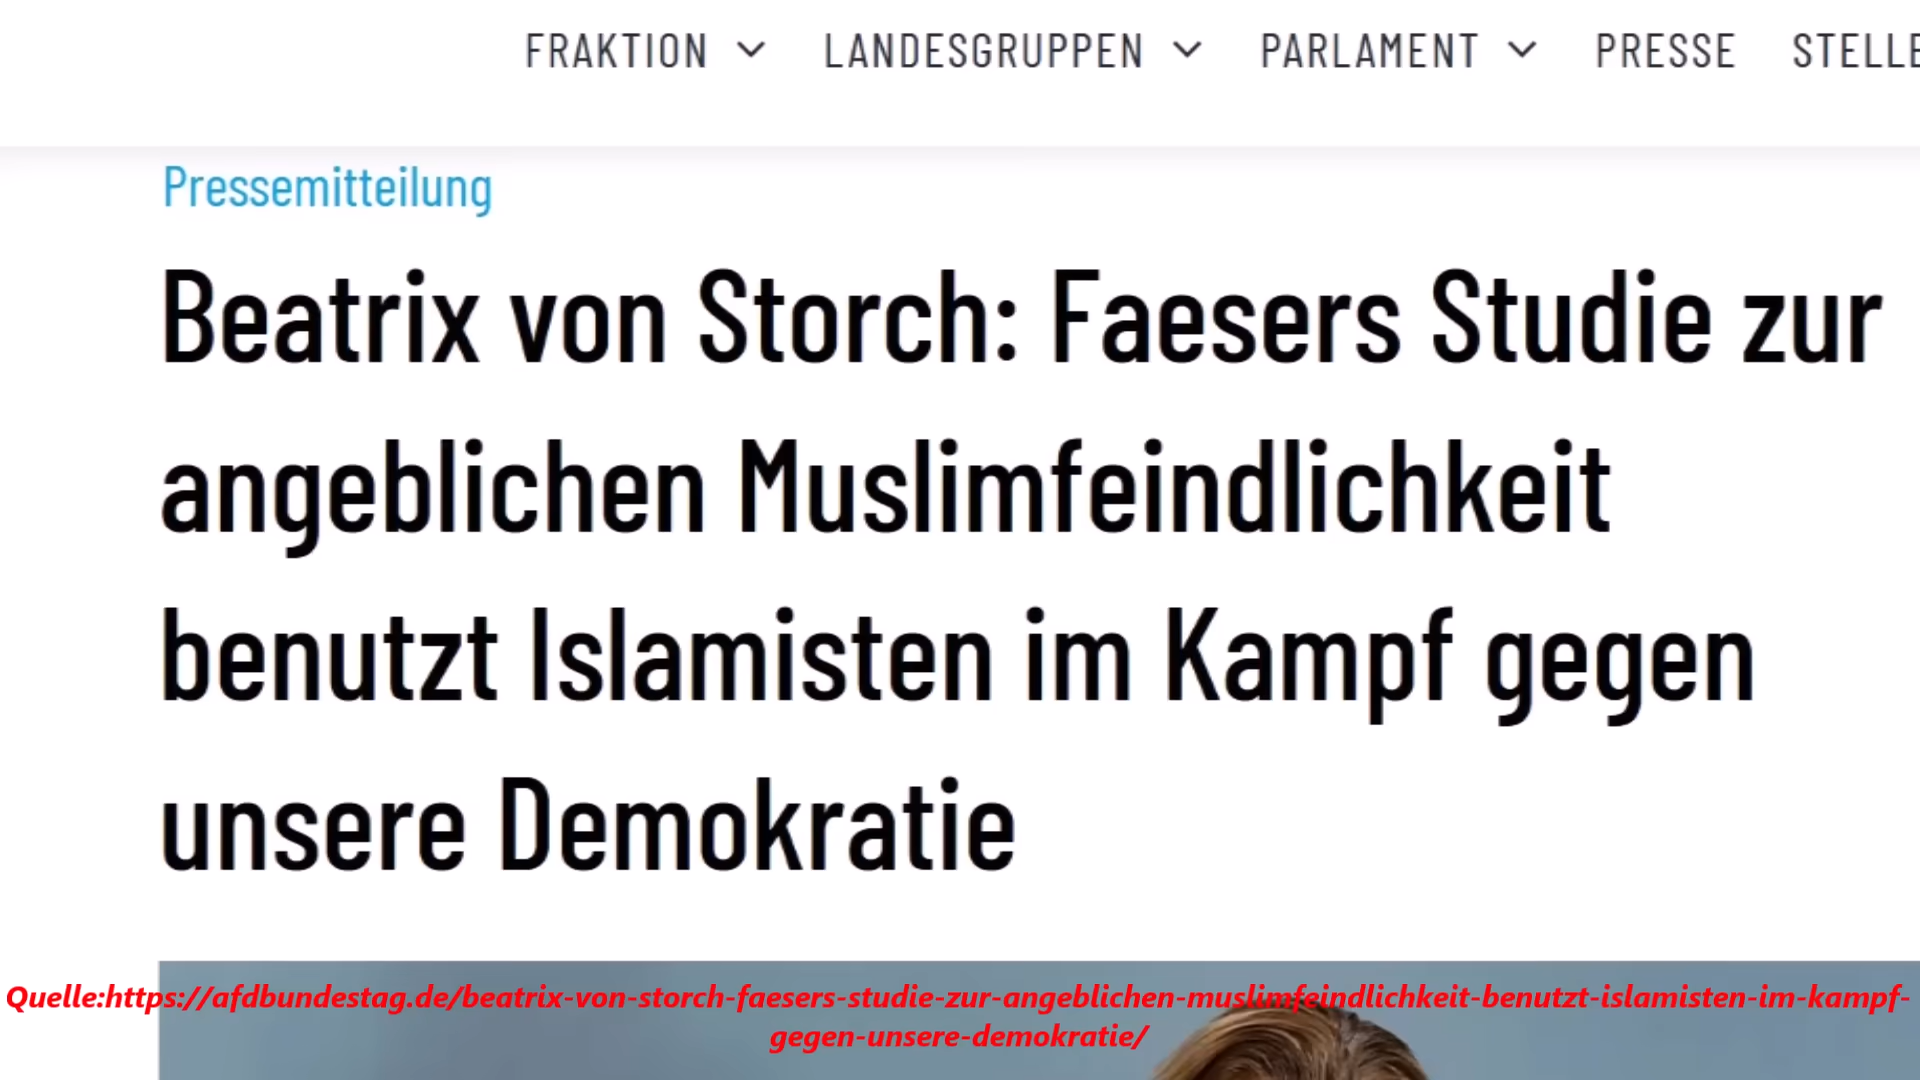 FRAKTION LANDESGRUPPEN PARLAMENT PRESSE
Pressemitteilung
Beatrix von Storch: Faesers Studie zur
angeblichen Muslimfeindlichkeit
benutzt Islamisten im Kampf gegen
unsere Demokratie
Quelle:https://afdbundestag.de/beatrix-von-storch-faesers-studie-zur-angeblichen-muslimfeindlichkeit-benutzt-islamisten-im-kampf-
gegen-unsere-demokratie/